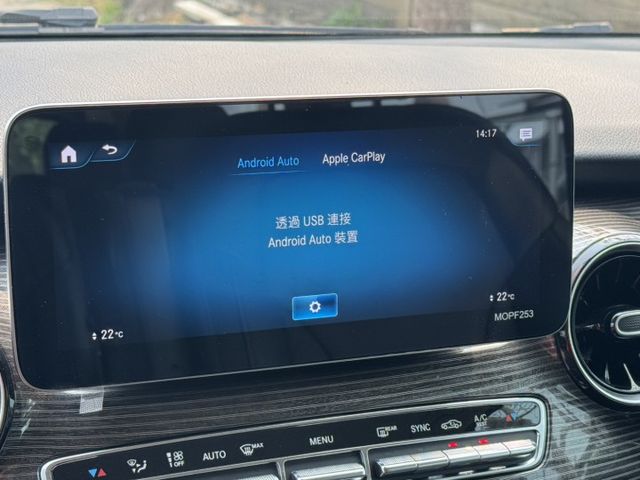 14:17
Android Auto Apple CarPlay
透過 USB 連接
Android Auto 裝置
22°C
22°C
MOPF253
OFF
AUTO
MAX
MENU
REAR
SYNC
A/C
REST